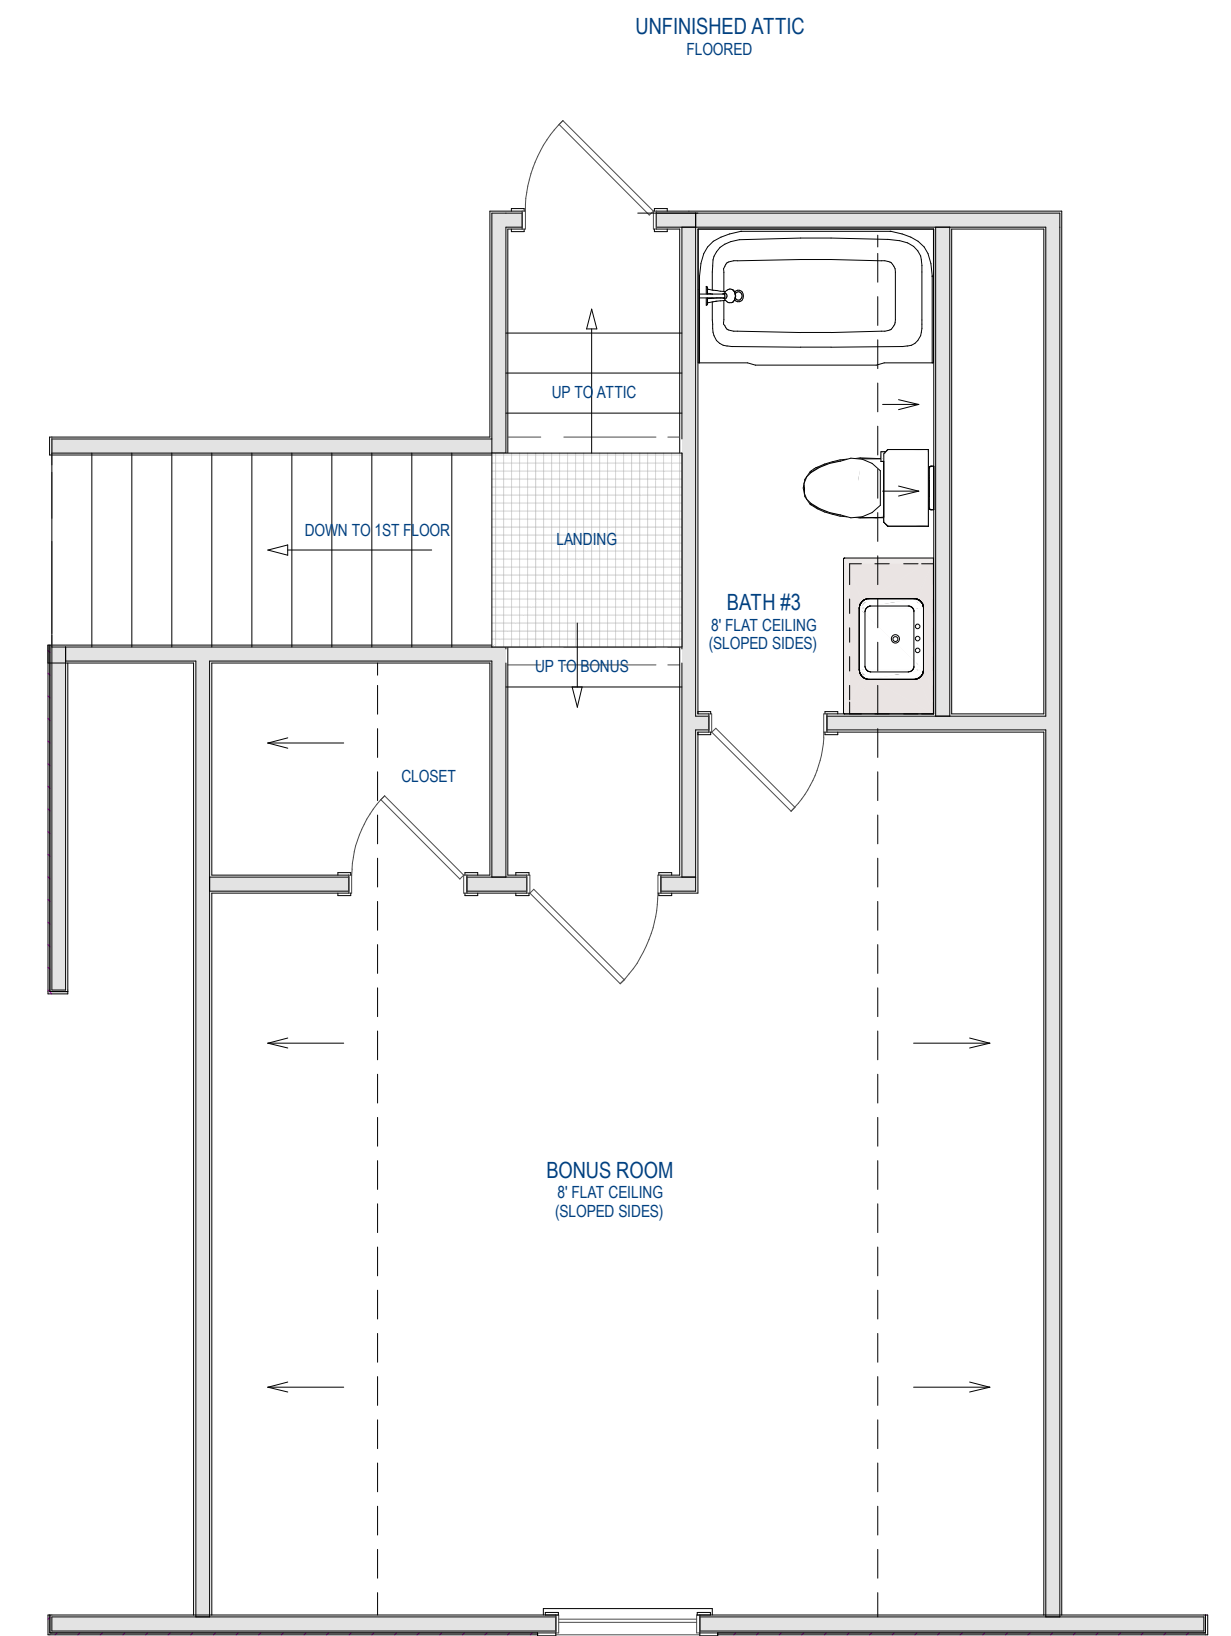 UNFINISHED ATTIC
FLOORED
UP TO ATTIC
DOWN TO 1ST FLOOR
LANDING
BATH #3
8' FLAT CEILING
(SLOPED SIDES)
UP TO BONUS
CLOSET
BONUS ROOM
8' FLAT CEILING
(SLOPED SIDES)